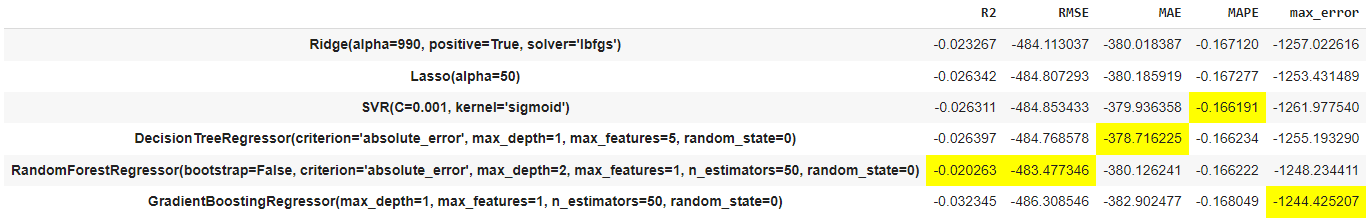 R2 RMSE MAE MAPE max_error
Ridge(alpha=990, positive=True, solver='lbfgs') -0.023267 -484.113037 -380.018387 -0.167120 -1257.022616
Lasso(alpha=50) -0.026342 -484.807293 -380.185919 -0.167277 -1253.431489
SVR(C=0.001, kernel='sigmoid') -0.026311 -484.853433 -379.936358 -0.166191 -1261.977540
DecisionTreeRegressor(criterion='absolute_error', max_depth=1, max_features=5, random_state=0) -0.026397 -484.768578 -378.716225 -0.166234 -1255.193290
RandomForestRegressor(bootstrap=False, criterion='absolute_error', max_depth=2, max_features=1, n_estimators=50, random_state=0) -0.020263 -483.477346 -380.126241 -0.166222 -1248.234411
GradientBoostingRegressor(max_depth=1, max_features=1, n_estimators=50, random_state=0) -0.032345 -486.308546 -382.902477 -0.168049 -1244.425207